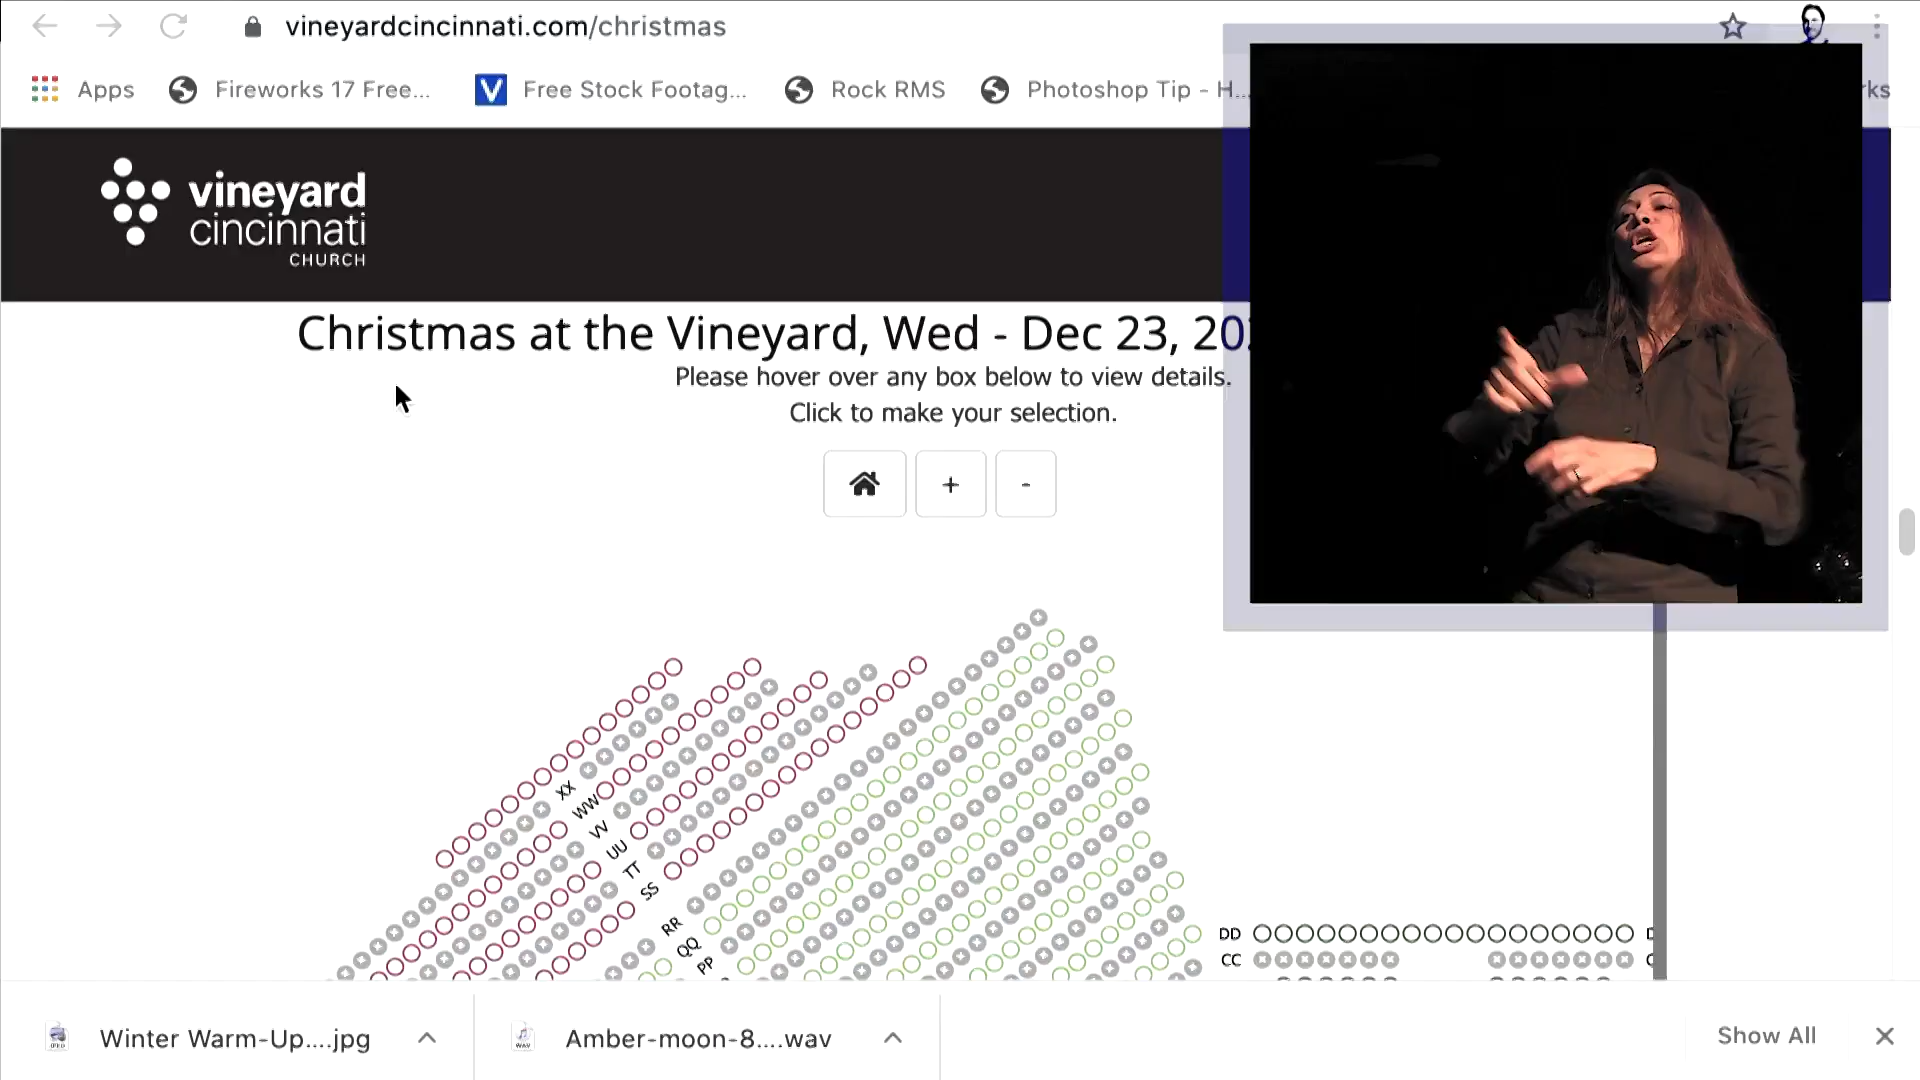 vineyardcincinnati.com/christmas
Apps
Fireworks 17 Free...
Free Stock Footag...
Rock RMS
Photoshop Tip - H...
rks
vineyard
cincinnati
CHURCH
Christmas at the Vineyard, Wed - Dec 23, 20
Please hover over any box below to view details.
Click to make your selection.
+
-
XX
WW
VV
UU
TT
SS
RR
QQ
PP
DD
CC
Winter Warm-Up....jpg
Amber-moon-8....wav
Show All